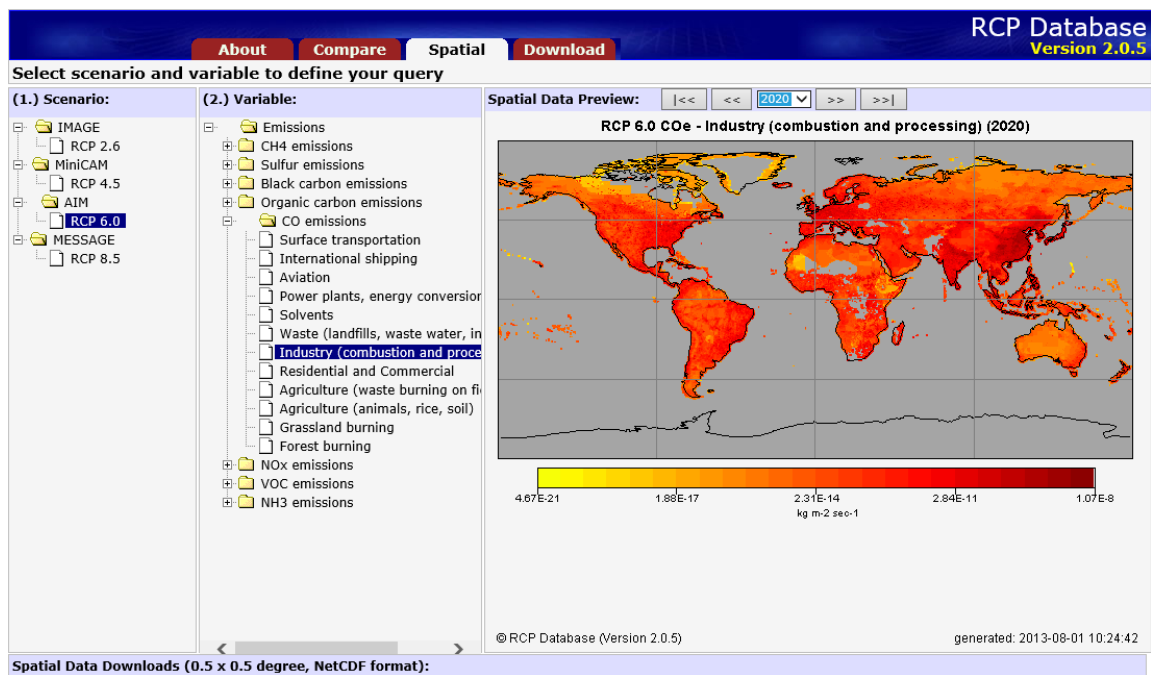 RCP Database
Version 2.0.5
About
Compare
Spatial
Download
Select scenario and variable to define your query
(1.) Scenario:
IMAGE
RCP 2.6
MiniCAM
RCP 4.5
AIM
RCP 6.0
MESSAGE
RCP 8.5
(2.) Variable:
Emissions
CH4 emissions
Sulfur emissions
Black carbon emissions
Organic carbon emissions
CO emissions
Surface transportation
International shipping
Aviation
Power plants, energy conversion
Solvents
Waste (landfills, waste water, in
Industry (combustion and proce
Residential and Commercial
Agriculture (waste burning on fi
Agriculture (animals, rice, soil)
Grassland burning
Forest burning
NOx emissions
VOC emissions
NH3 emissions
Spatial Data Preview:
|<<
<<
2020
>>
>>|
RCP 6.0 COe - Industry (combustion and processing) (2020)
4.67E-21 1.88E-17 2.31E-14 2.84E-11 1.07E-8
kg m-2 sec-1
© RCP Database (Version 2.0.5)
generated: 2013-08-01 10:24:42
Spatial Data Downloads (0.5 x 0.5 degree, NetCDF format):